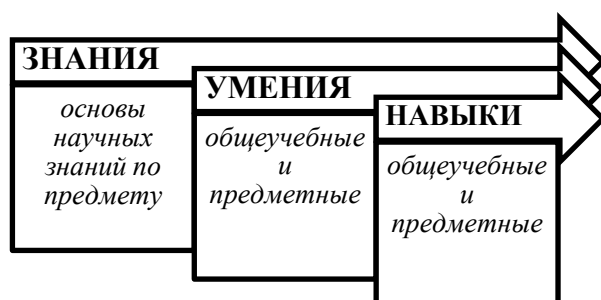 ЗНАНИЯ
основы
научных
знаний по
предмету
УМЕНИЯ
общеучебные
и
предметные
НАВЫКИ
общеучебные
и
предметные